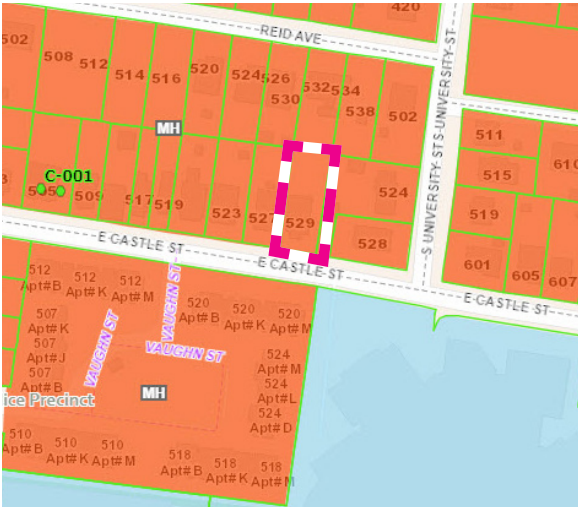 420
REID AVE
S UNIVERSITY ST
S UNIVERSITY ST
502
508
512
514
516
520
524
526
530
532
534
538
502
MH
511
610
515
C-001
505
509
517
519
523
527
529
524
528
519
601
605
607
E CASTLE ST
E CASTLE ST
E CASTLE ST
512
Apt#B
512
Apt#K
512
Apt#M
VAUGHN ST
520
Apt#B
520
Apt#K
520
Apt#M
507
Apt#K
507
Apt#J
507
Apt#B
VAUGHN ST
VAUGHN ST
524
Apt#M
524
Apt#L
524
Apt#D
MH
ice Precinct
510
Apt#B
510
Apt#K
510
Apt#M
518
Apt#B
518
Apt#K
518
Apt#M